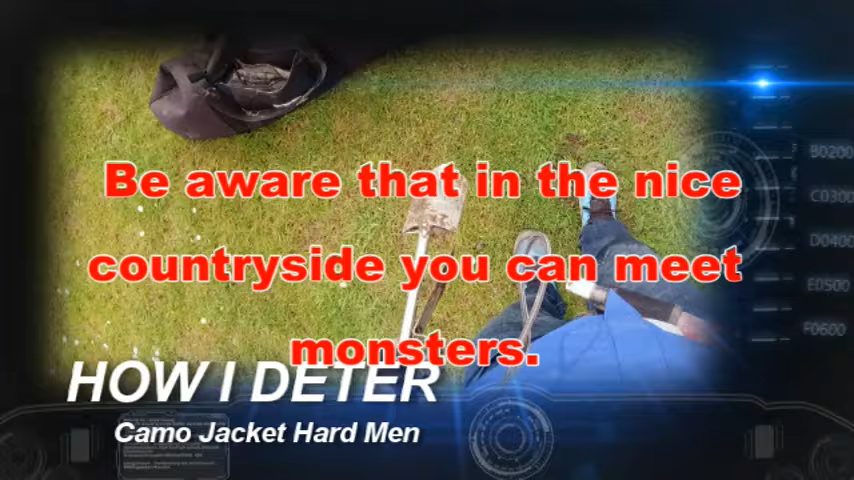 Be aware that in the nice
countryside you can meet
monsters.
HOW I DETER
Camo Jacket Hard Men
B0200
C0300
D0400
E0500
F0600